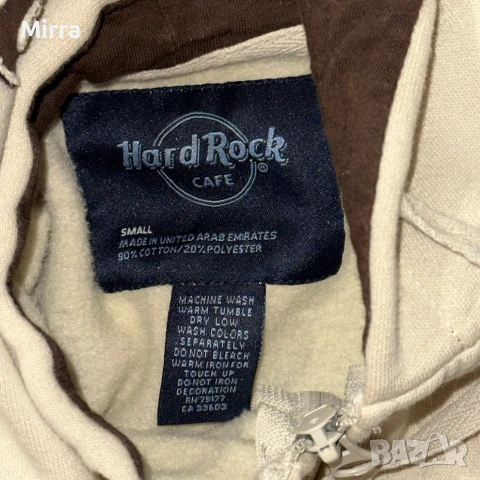 Mirra
Hard Rock
CAFE ®
SMALL
MADE IN UNITED ARAB EMIRATES
80% COTTON/20% POLYESTER
MACHINE WASH
WARM TUMBLE
DRY LOW
WASH COLORS
SEPARATELY
DO NOT BLEACH
WARM IRON FOR
TOUCH UP
DO NOT IRON
DECORATION
RN°79127
CA 33603
BAZAR